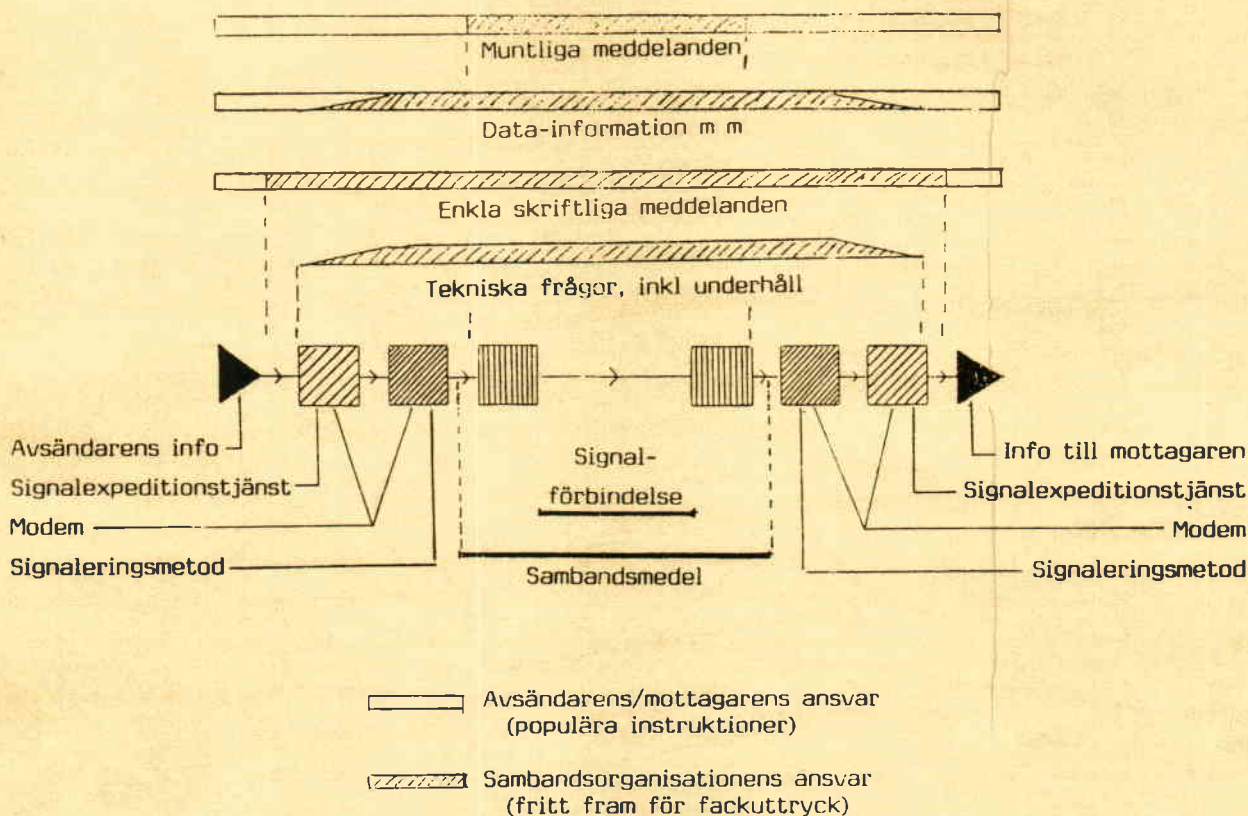 Muntliga meddelanden
Data-information m m
Enkla skriftliga meddelanden
Tekniska frågor, inkl underhåll
Avsändarens info
Signalexpeditionstjänst
Modem
Signaleringsmetod
Signal-
förbindelse
Sambandsmedel
Info till mottagaren
Signalexpeditionstjänst
Modem
Signaleringsmetod
Avsändarens/mottagarens ansvar
(populära instruktioner)
Sambandsorganisationens ansvar
(fritt fram för fackuttryck)